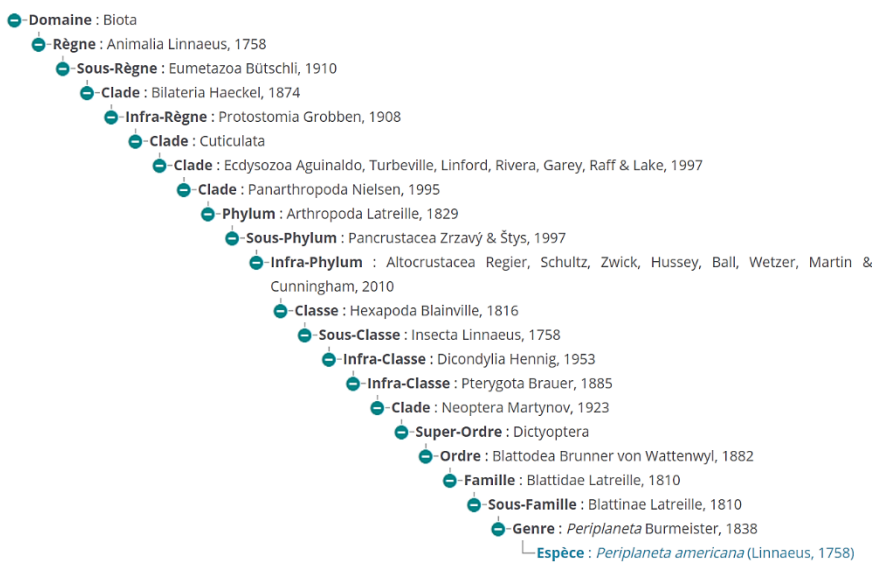 Domaine : Biota
Règne : Animalia Linnaeus, 1758
Sous-Règne : Eumetazoa Bütschli, 1910
Clade : Bilateria Haeckel, 1874
Infra-Règne : Protostomia Grobben, 1908
Clade : Cuticulata
Clade : Ecdysozoa Aguinaldo, Turbeville, Linford, Rivera, Garey, Raff & Lake, 1997
Clade : Panarthropoda Nielsen, 1995
Phylum : Arthropoda Latreille, 1829
Sous-Phylum : Pancrustacea Zrzavý & Štys, 1997
Infra-Phylum : Altocrustacea Regier, Schultz, Zwick, Hussey, Ball, Wetzer, Martin &
Cunningham, 2010
Classe : Hexapoda Blainville, 1816
Sous-Classe : Insecta Linnaeus, 1758
Infra-Classe : Dicondylia Hennig, 1953
Infra-Classe : Pterygota Brauer, 1885
Clade : Neoptera Martynov, 1923
Super-Ordre : Dictyoptera
Ordre : Blattodea Brunner von Wattenwyl, 1882
Famille : Blattidae Latreille, 1810
Sous-Famille : Blattinae Latreille, 1810
Genre : Periplaneta Burmeister, 1838
Espèce : Periplaneta americana (Linnaeus, 1758)